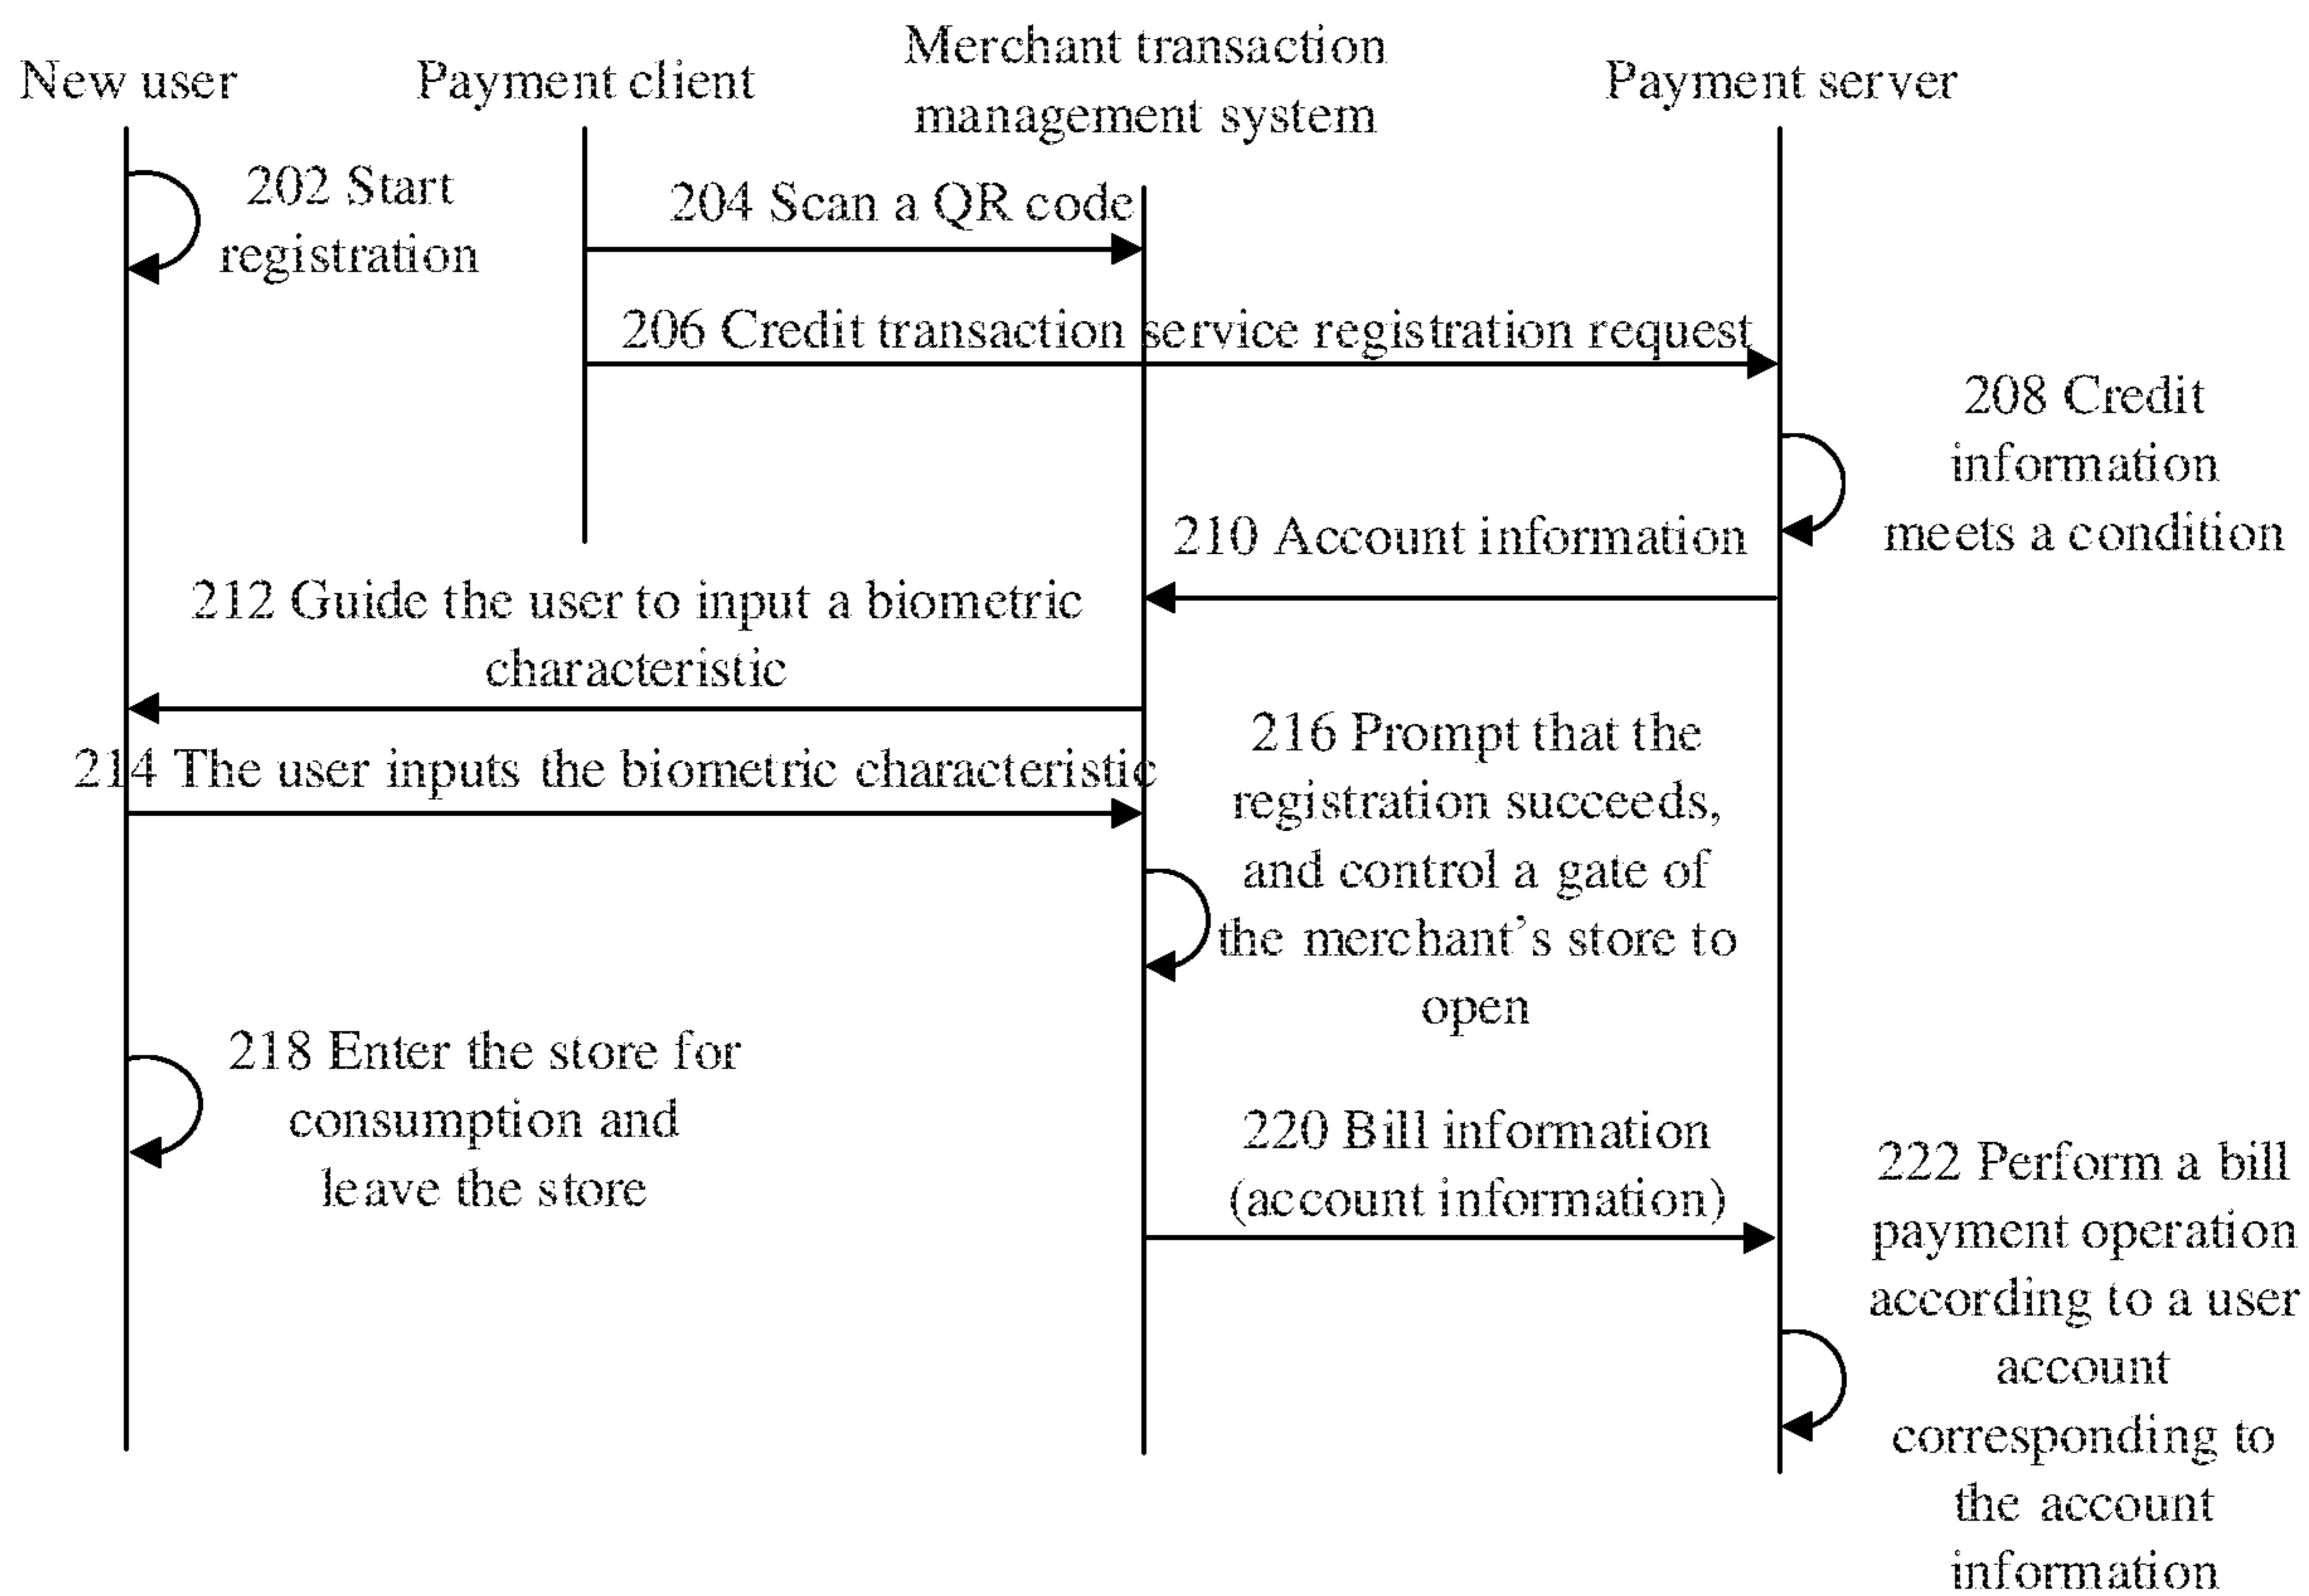 New user
Payment client
Merchant transaction
management system
Payment server
202 Start
registration
204 Scan a QR code
206 Credit transaction service registration request
208 Credit
information
meets a condition
210 Account information
212 Guide the user to input a biometric
characteristic
214 The user inputs the biometric characteristic
216 Prompt that the
registration succeeds,
and control a gate of
the merchant's store to
open
218 Enter the store for
consumption and
leave the store
220 Bill information
(account information)
222 Perform a bill
payment operation
according to a user
account
corresponding to
the account
information